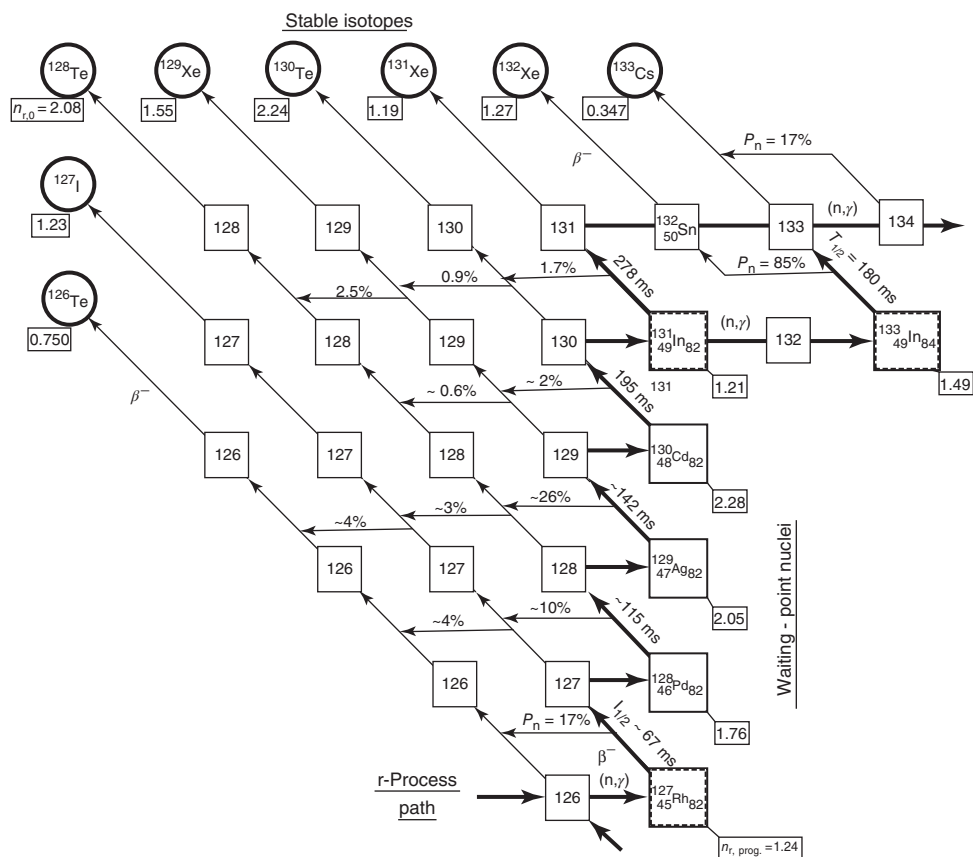 Stable isotopes
128Te 129Xe 130Te 131Xe 132Xe 133Cs
nr,0 = 2.08 1.55 2.24 1.19 1.27 0.347
Pn = 17%
β−
127I
(n,γ)
128 129 130 131 132 50Sn 133 134
1.23
T1/2 = 180 ms
278 ms
1.7%
Pn = 85%
0.9%
2.5%
126Te
(n,γ)
0.750
127 128 129 130 131 49In82 132 133 49In84
~ 2%
131
1.21
1.49
β−
~ 0.6%
195 ms
126 127 128 129 130 48Cd82
~26%
~142 ms
2.28
~3%
~4%
126 127 128 129 47Ag82
~10%
~115 ms
2.05
~4%
126 127 128 46Pd82
I1/2 ~ 67 ms
Pn = 17%
1.76
β−
r-Process
path
(n,γ)
126 127 45Rh82
nr, prog. = 1.24
Waiting - point nuclei